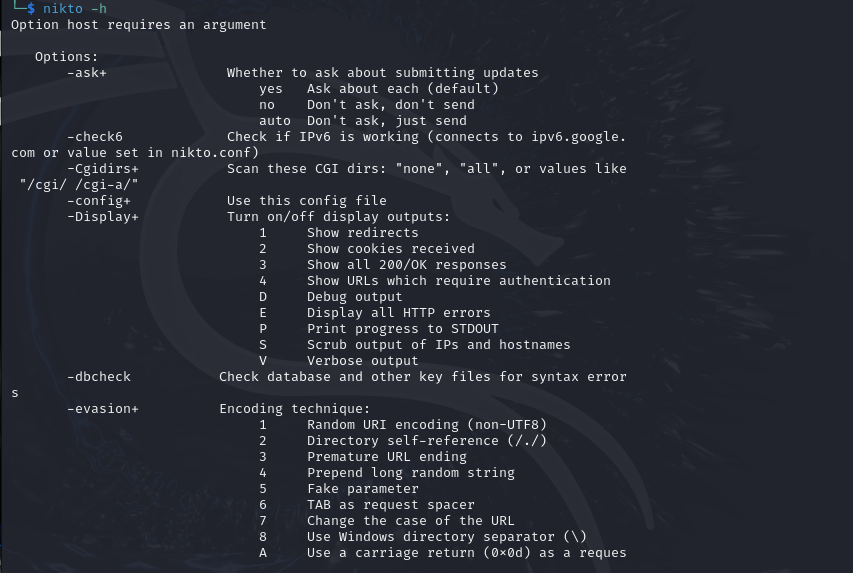 └─$ nikto -h
Option host requires an argument
Options:
-ask+ Whether to ask about submitting updates
yes Ask about each (default)
no Don't ask, don't send
auto Don't ask, just send
-check6 Check if IPv6 is working (connects to ipv6.google.
com or value set in nikto.conf)
-Cgidirs+ Scan these CGI dirs: "none", "all", or values like
"/cgi/ /cgi-a/"
-config+ Use this config file
-Display+ Turn on/off display outputs:
1 Show redirects
2 Show cookies received
3 Show all 200/OK responses
4 Show URLs which require authentication
D Debug output
E Display all HTTP errors
P Print progress to STDOUT
S Scrub output of IPs and hostnames
V Verbose output
-dbcheck Check database and other key files for syntax error
s
-evasion+ Encoding technique:
1 Random URI encoding (non-UTF8)
2 Directory self-reference (/./)
3 Premature URL ending
4 Prepend long random string
5 Fake parameter
6 TAB as request spacer
7 Change the case of the URL
8 Use Windows directory separator (\)
A Use a carriage return (0x0d) as a reques